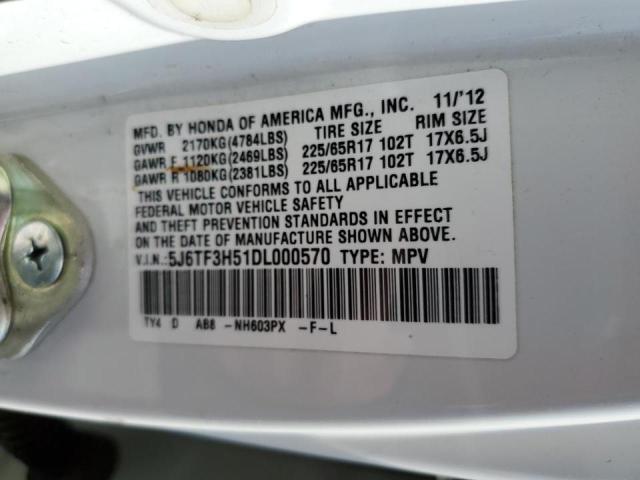 MFD. BY HONDA OF AMERICA MFG., INC. 11/'12
GVWR 2170KG(4784LBS) TIRE SIZE RIM SIZE
GAWR F 1120KG(2469LBS) 225/65R17 102T 17X6.5J
GAWR R 1080KG(2381LBS) 225/65R17 102T 17X6.5J
THIS VEHICLE CONFORMS TO ALL APPLICABLE
FEDERAL MOTOR VEHICLE SAFETY
AND THEFT PREVENTION STANDARDS IN EFFECT
ON THE DATE OF MANUFACTURE SHOWN ABOVE.
V.I.N.: 5J6TF3H51DL000570 TYPE: MPV
TY4 D AB8 -NH603PX -F-L